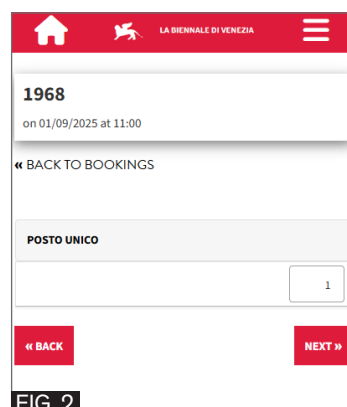 LA BIENNALE DI VENEZIA
1968
on 01/09/2025 at 11:00
« BACK TO BOOKINGS
POSTO UNICO
1
« BACK NEXT »
FIG. 2